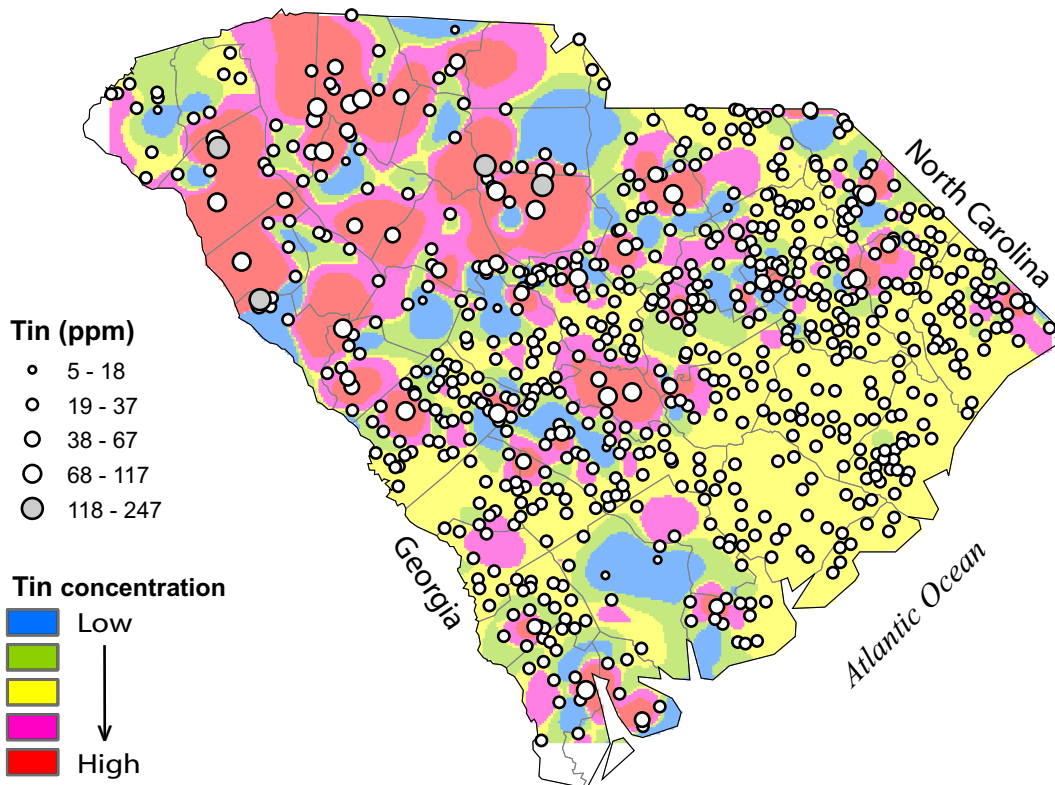 North Carolina
Tin (ppm)
5 - 18
19 - 37
38 - 67
68 - 117
118 - 247
Georgia
Atlantic Ocean
Tin concentration
Low
High